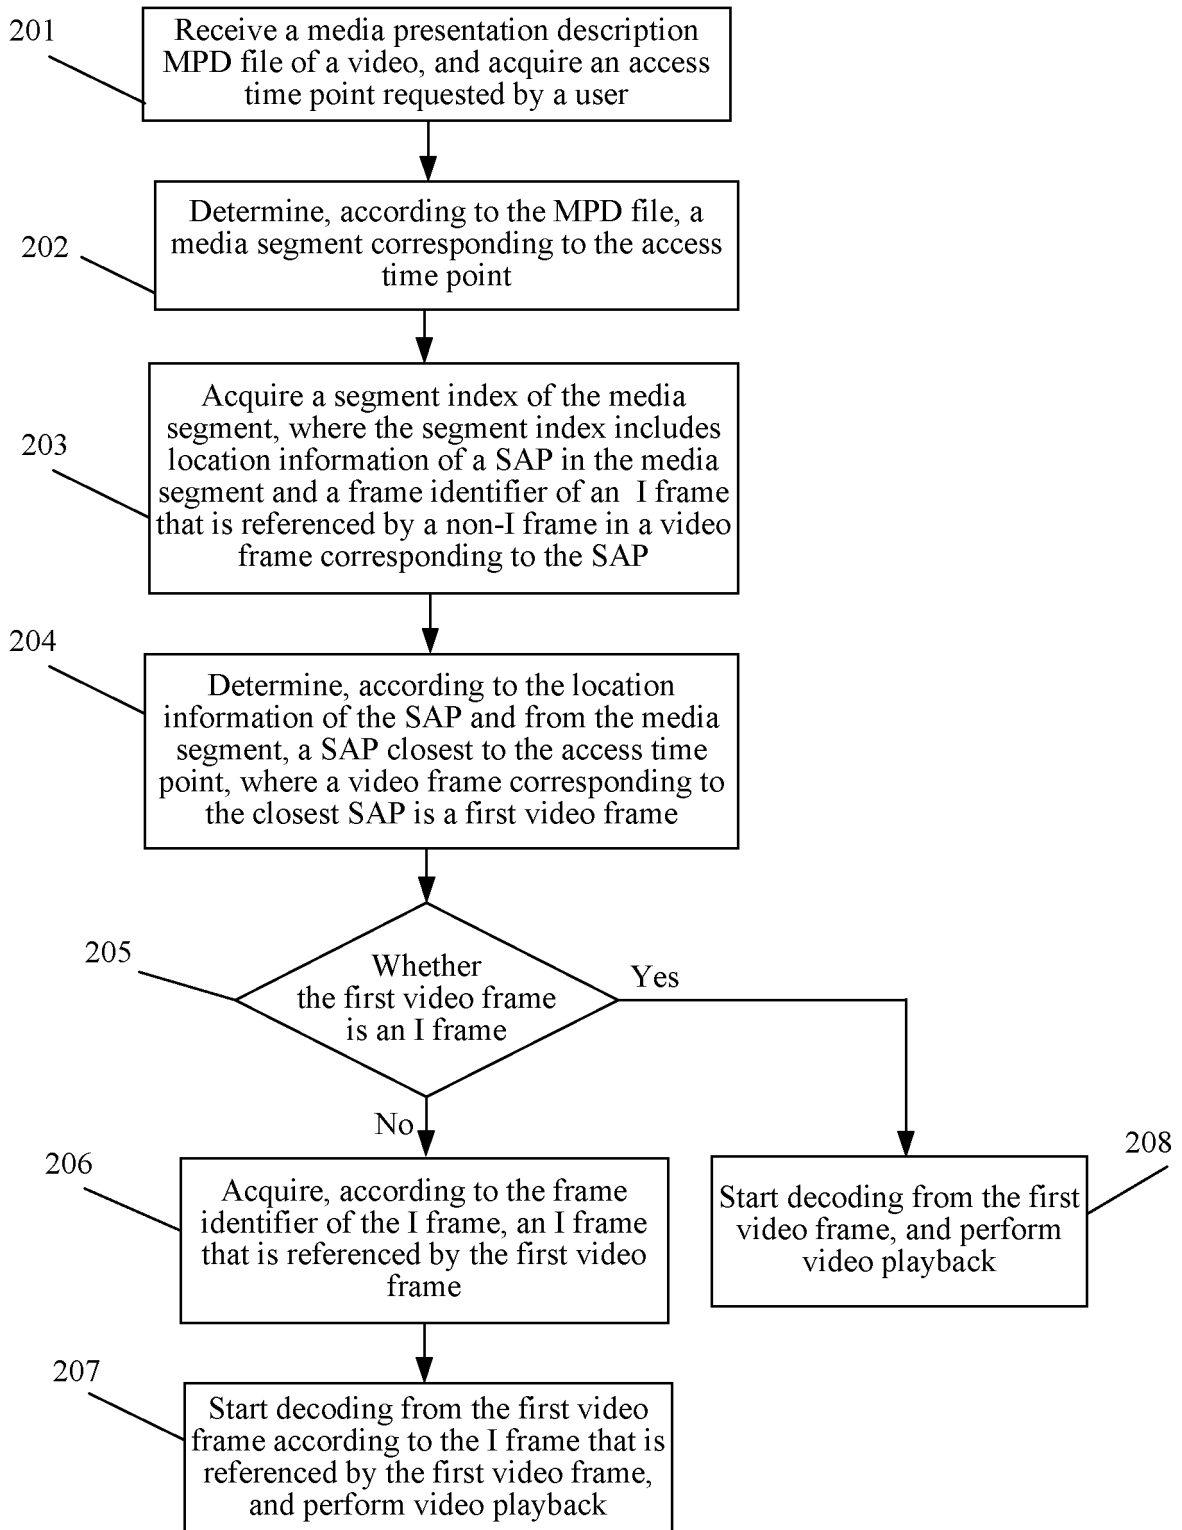 201
Receive a media presentation description
MPD file of a video, and acquire an access
time point requested by a user
202
Determine, according to the MPD file, a
media segment corresponding to the access
time point
203
Acquire a segment index of the media
segment, where the segment index includes
location information of a SAP in the media
segment and a frame identifier of an I frame
that is referenced by a non-I frame in a video
frame corresponding to the SAP
204
Determine, according to the location
information of the SAP and from the media
segment, a SAP closest to the access time
point, where a video frame corresponding to
the closest SAP is a first video frame
205
Whether
the first video frame
is an I frame
Yes
No
206
Acquire, according to the frame
identifier of the I frame, an I frame
that is referenced by the first video
frame
208
Start decoding from the first
video frame, and perform
video playback
207
Start decoding from the first video
frame according to the I frame that is
referenced by the first video frame,
and perform video playback